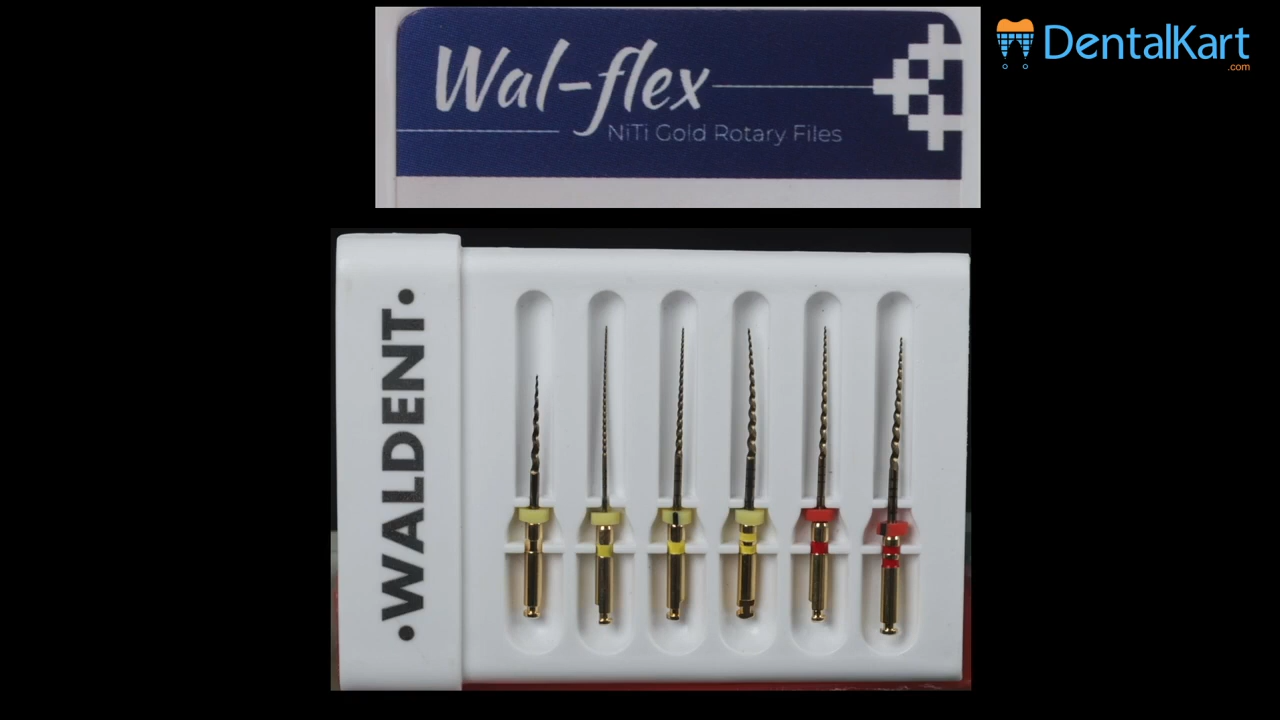 Wal-flex
NiTi Gold Rotary Files
DentalKart
.com
•WALDENT•